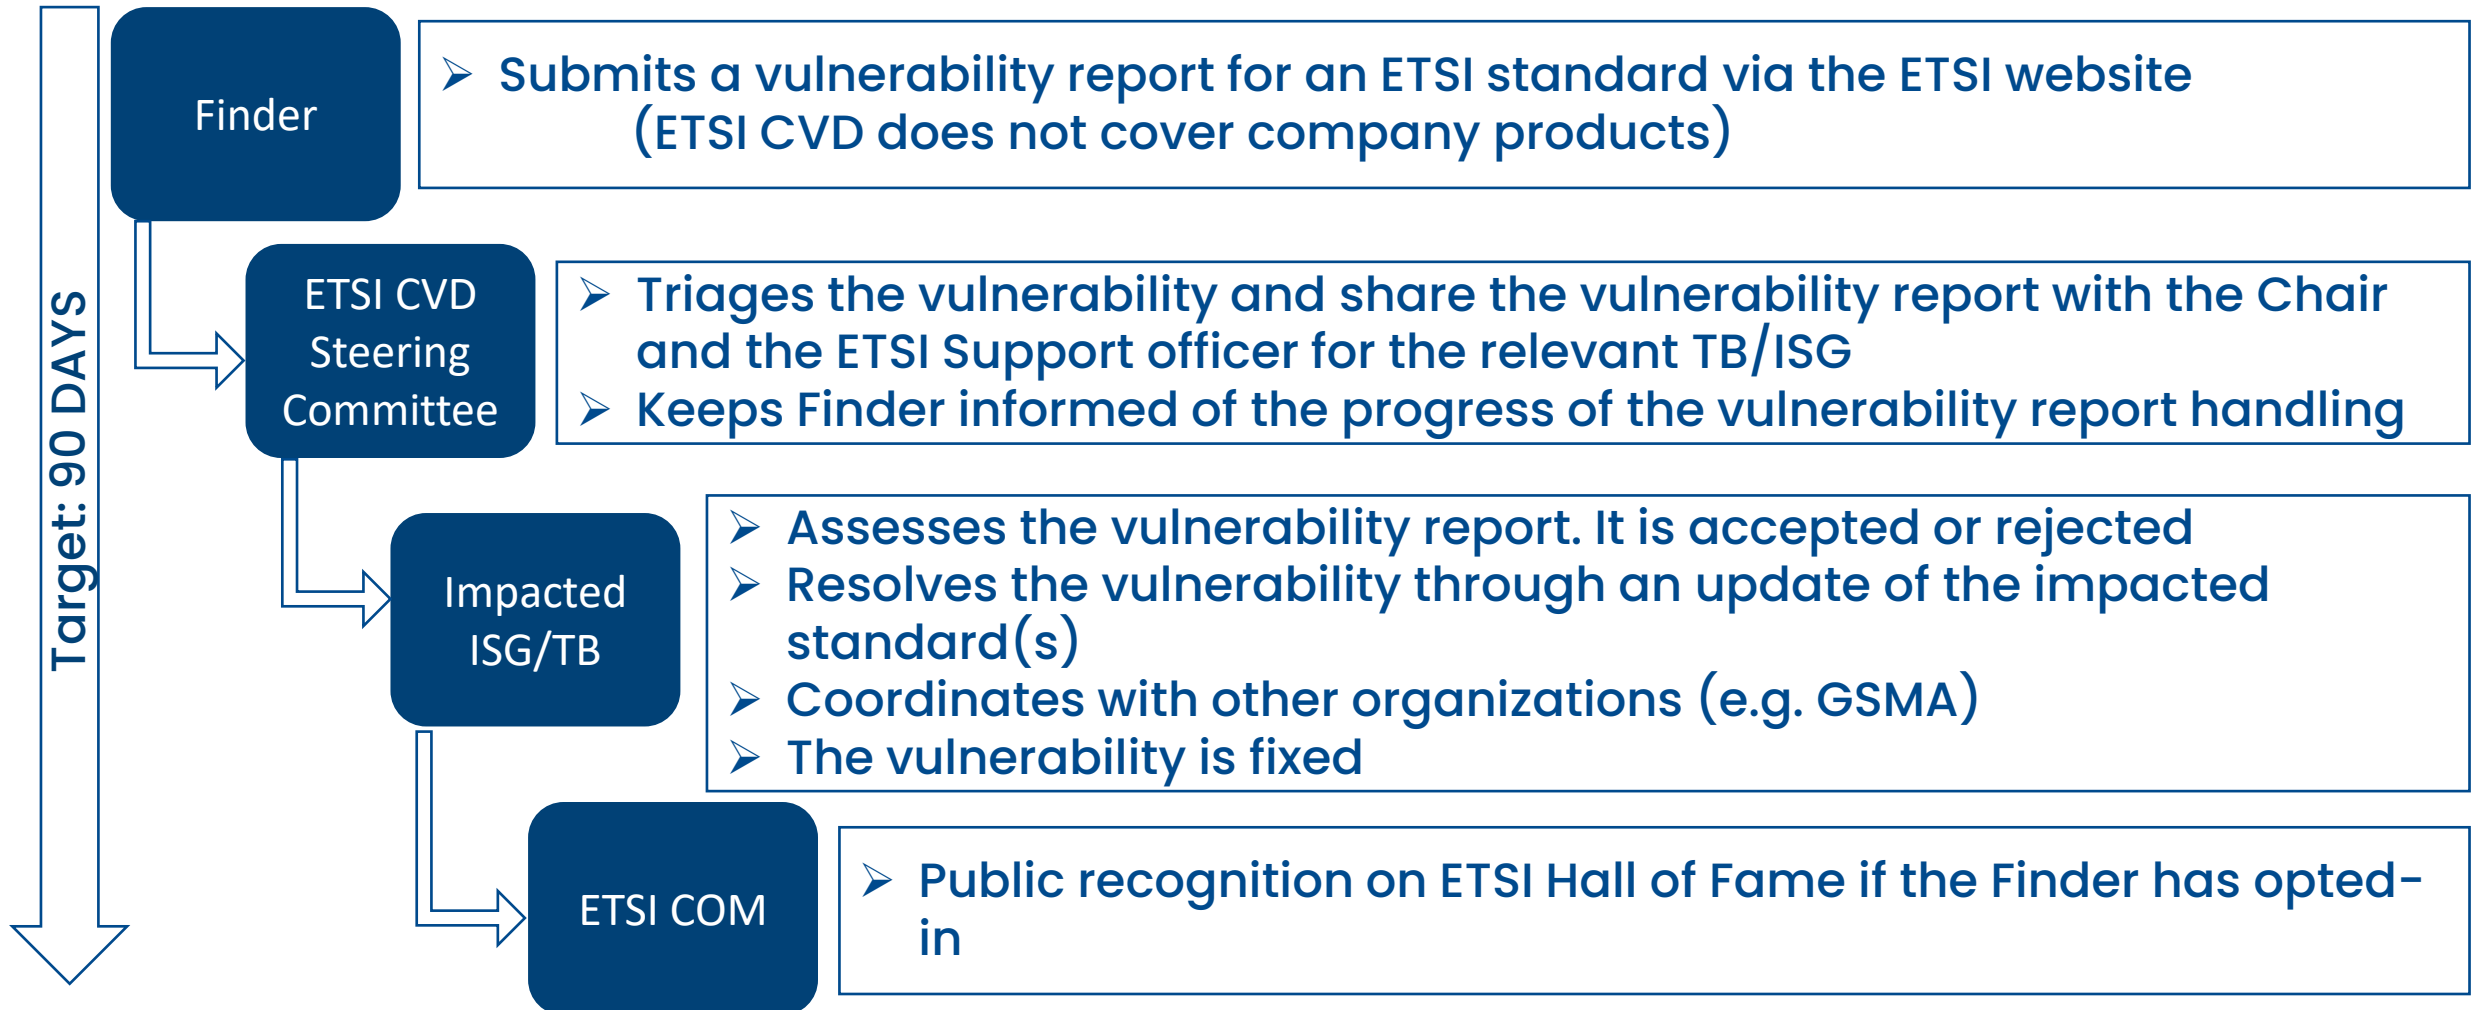 Target: 90 DAYS
Finder
➢ Submits a vulnerability report for an ETSI standard via the ETSI website
(ETSI CVD does not cover company products)
ETSI CVD
Steering
Committee
➢ Triages the vulnerability and share the vulnerability report with the Chair
and the ETSI Support officer for the relevant TB/ISG
➢ Keeps Finder informed of the progress of the vulnerability report handling
Impacted
ISG/TB
➢ Assesses the vulnerability report. It is accepted or rejected
➢ Resolves the vulnerability through an update of the impacted
standard(s)
➢ Coordinates with other organizations (e.g. GSMA)
➢ The vulnerability is fixed
ETSI COM
➢ Public recognition on ETSI Hall of Fame if the Finder has opted-
in